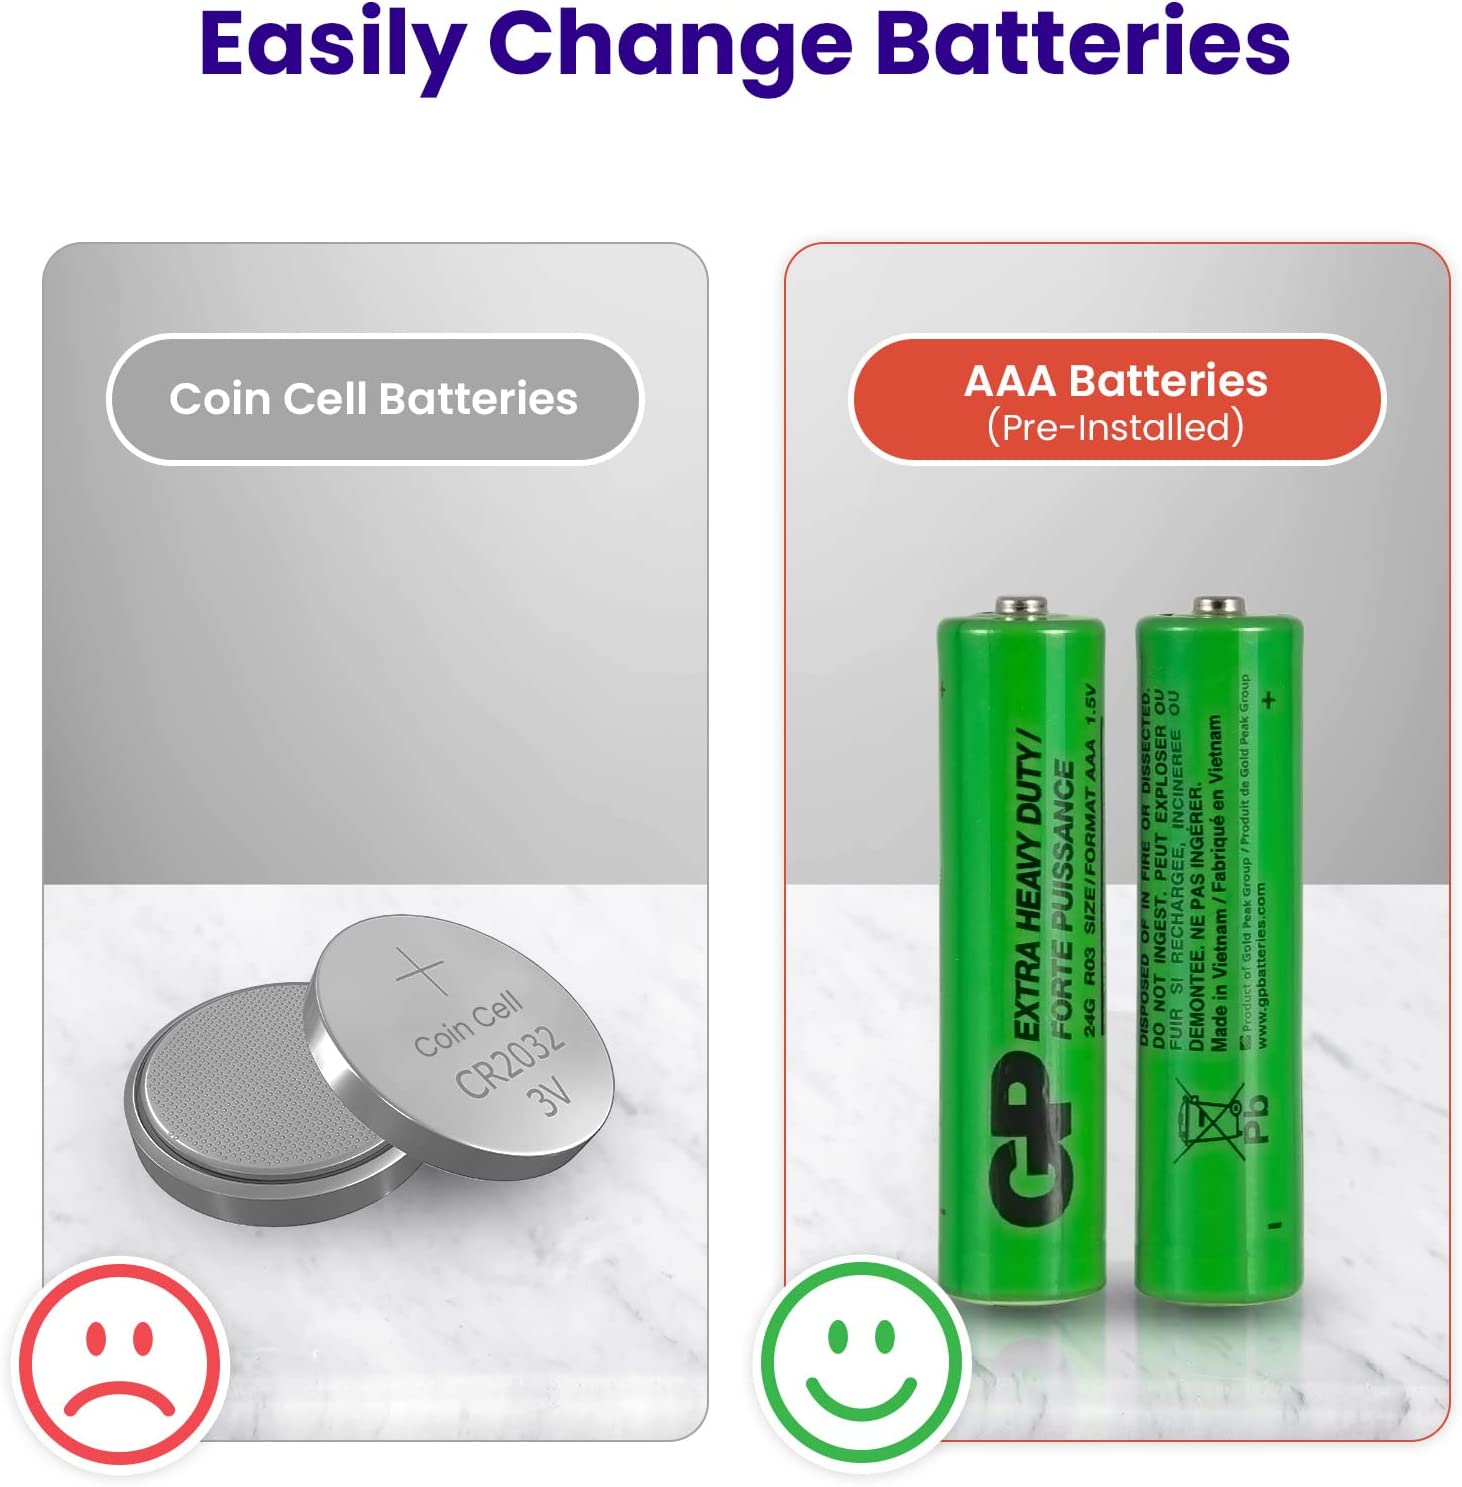 Easily Change Batteries
Coin Cell Batteries
Coin Cell
CR2032
3V
AAA Batteries
(Pre-Installed)
GP
EXTRA HEAVY DUTY/
FORTE PUISSANCE
24G R03 SIZE/FORMAT AAA 1.5V
DISPOSED OF IN FIRE OR DISSECTED.
DO NOT INGEST. PEUT EXPLOSER OU
FUIR SI RECHARGEE, INCINEREE OU
DEMONTEE. NE PAS INGÉRER.
Made in Vietnam / Fabriqué en Vietnam
Product of Gold Peak Group / Produit de Gold Peak Group
www.gpbatteries.com
Pb